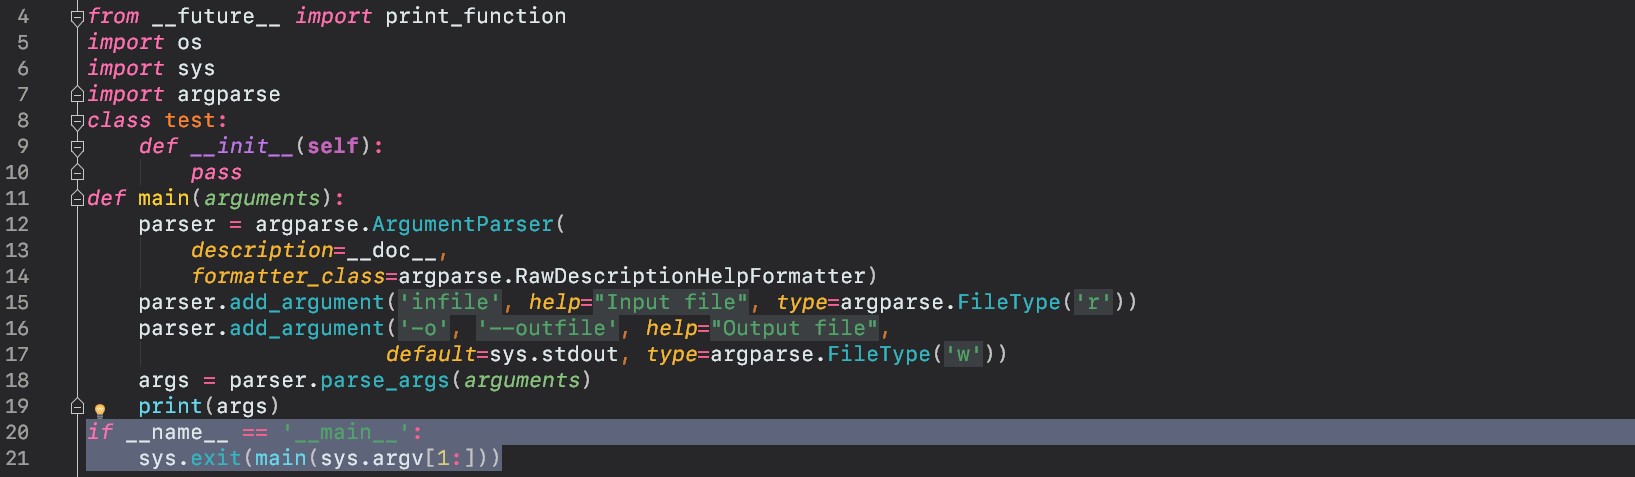 4 from __future__ import print_function
5 import os
6 import sys
7 import argparse
8 class test:
9     def __init__(self):
10         pass
11 def main(arguments):
12     parser = argparse.ArgumentParser(
13         description=__doc__,
14         formatter_class=argparse.RawDescriptionHelpFormatter)
15     parser.add_argument('infile', help="Input file", type=argparse.FileType('r'))
16     parser.add_argument('-o', '--outfile', help="Output file",
17                        default=sys.stdout, type=argparse.FileType('w'))
18     args = parser.parse_args(arguments)
19     print(args)
20 if __name__ == '__main__':
21     sys.exit(main(sys.argv[1:]))